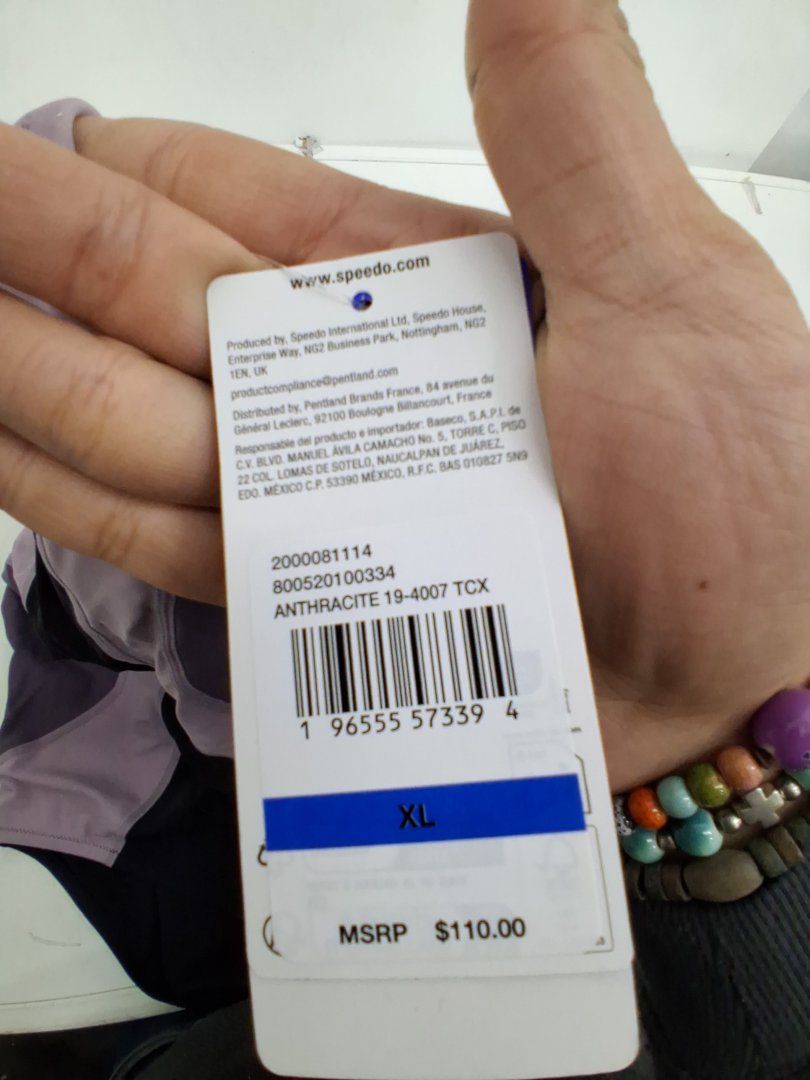 www.speedo.com
Produced by, Speedo International Ltd, Speedo House,
Enterprise Way, NG2 Business Park, Nottingham, NG2
1EN, UK
productcompliance@pentland.com
Distributed by, Pentland Brands France, 84 avenue du
Général Leclerc, 92100 Boulogne Billancourt, France
Responsable del producto e importador: Baseco, S.A.P.I. de
C.V. BLVD. MANUEL ÁVILA CAMACHO No. 5, TORRE C, PISO
22 COL. LOMAS DE SOTELO, NAUCALPAN DE JUÁREZ,
EDO. MÉXICO C.P. 53390 MÉXICO, R.F.C. BAS 010827 5N9
2000081114
800520100334
ANTHRACITE 19-4007 TCX
1 96555 57339 4
XL
MSRP $110.00